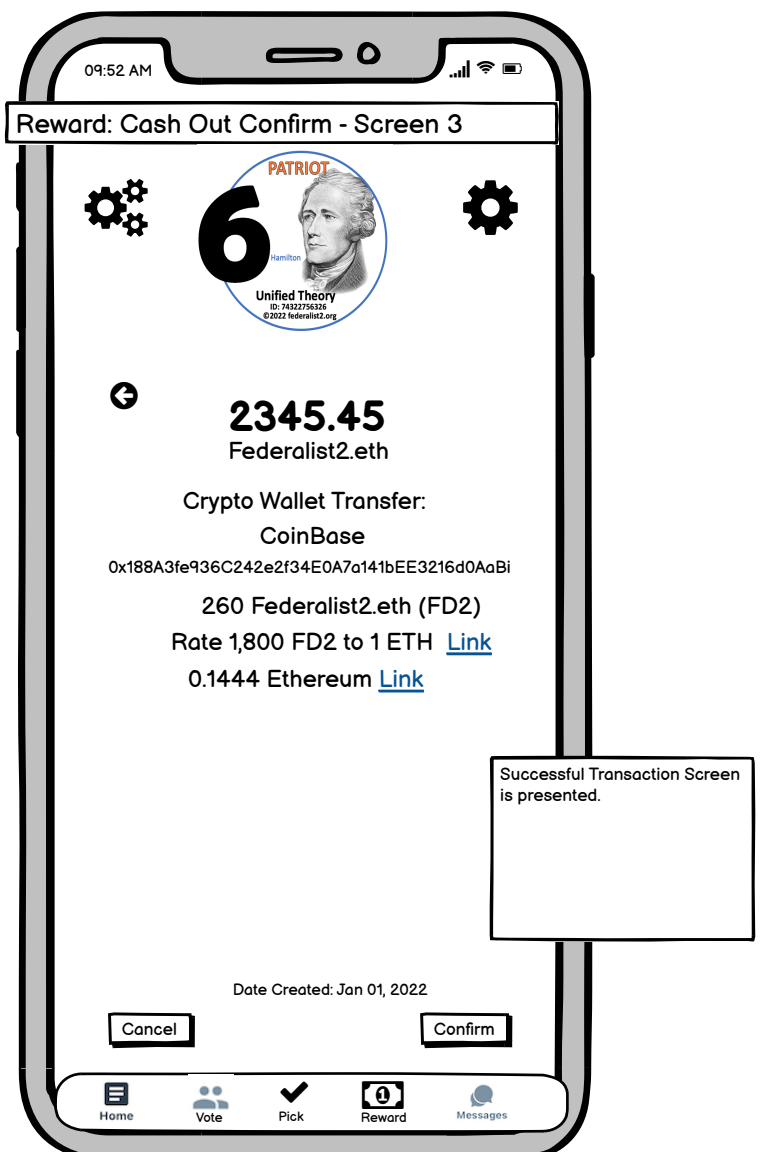 09:52 AM
Reward: Cash Out Confirm - Screen 3
PATRIOT
6
Hamilton
Unified Theory
ID: 74322756326
©2022 federalist2.org
2345.45
Federalist2.eth
Crypto Wallet Transfer:
CoinBase
0x188A3fe936C242e2f34E0A7a141bEE3216d0AaBi
260 Federalist2.eth (FD2)
Rate 1,800 FD2 to 1 ETH Link
0.1444 Ethereum Link
Successful Transaction Screen
is presented.
Date Created: Jan 01, 2022
Cancel Confirm
1
Home Vote Pick Reward Messages